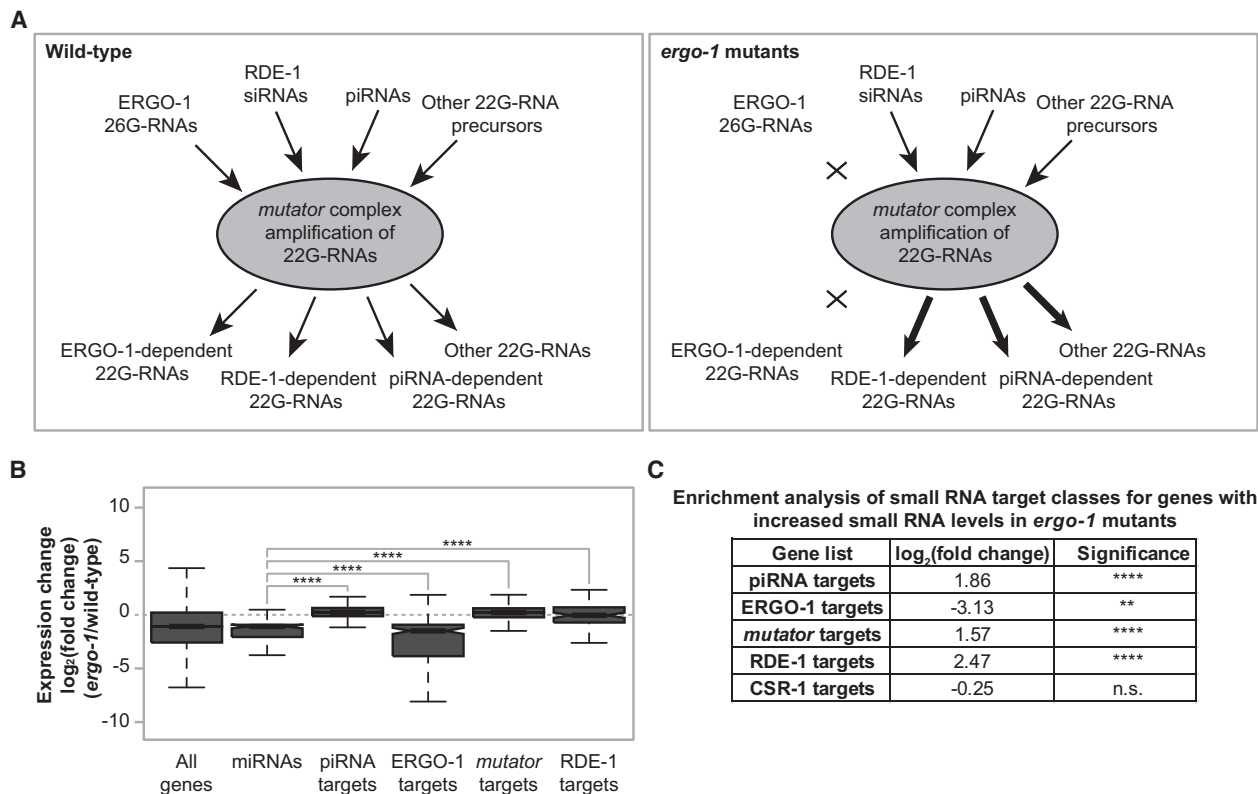 A
Wild-type
ERGO-1
26G-RNAs
RDE-1
siRNAs
piRNAs
Other 22G-RNA
precursors
mutator complex
amplification of
22G-RNAs
ERGO-1-dependent
22G-RNAs
RDE-1-dependent
22G-RNAs
piRNA-dependent
22G-RNAs
Other 22G-RNAs
ergo-1 mutants
ERGO-1
26G-RNAs
RDE-1
siRNAs
piRNAs
Other 22G-RNA
precursors
mutator complex
amplification of
22G-RNAs
ERGO-1-dependent
22G-RNAs
RDE-1-dependent
22G-RNAs
piRNA-dependent
22G-RNAs
Other 22G-RNAs
B
Expression change
log2(fold change)
(ergo-1/wild-type)
10
5
0
-5
-10
****
****
****
****
All
genes
miRNAs
piRNA
targets
ERGO-1
targets
mutator
targets
RDE-1
targets
C
Enrichment analysis of small RNA target classes for genes with
increased small RNA levels in ergo-1 mutants
Gene list log2(fold change) Significance
piRNA targets 1.86 ****
ERGO-1 targets -3.13 **
mutator targets 1.57 ****
RDE-1 targets 2.47 ****
CSR-1 targets -0.25 n.s.